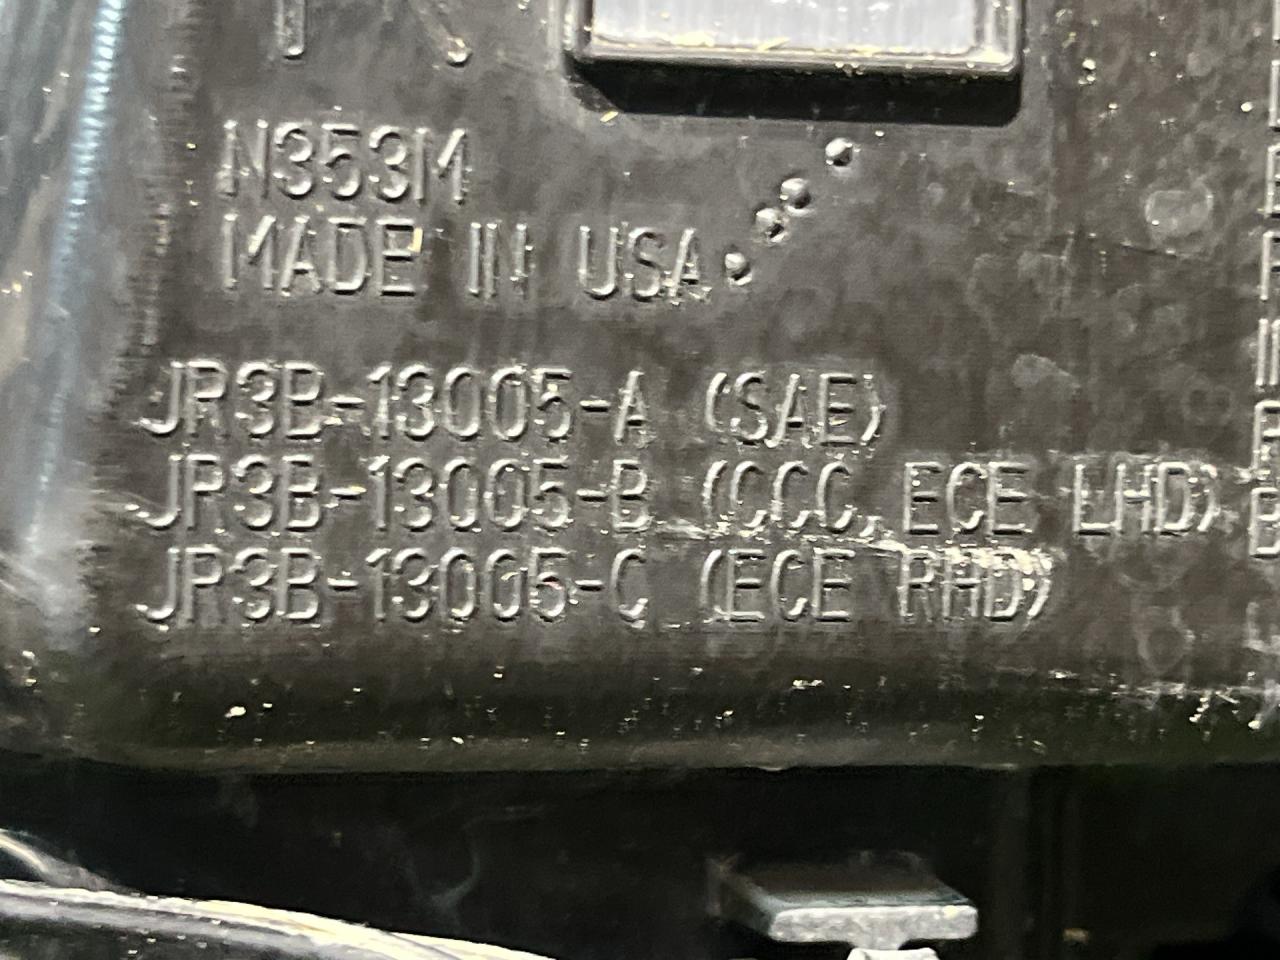 N353M
MADE IN USA
JR3B-13005-A (SAE)
JR3B-13005-B (CCC, ECE LHD)
JR3B-13005-C (ECE RHD)